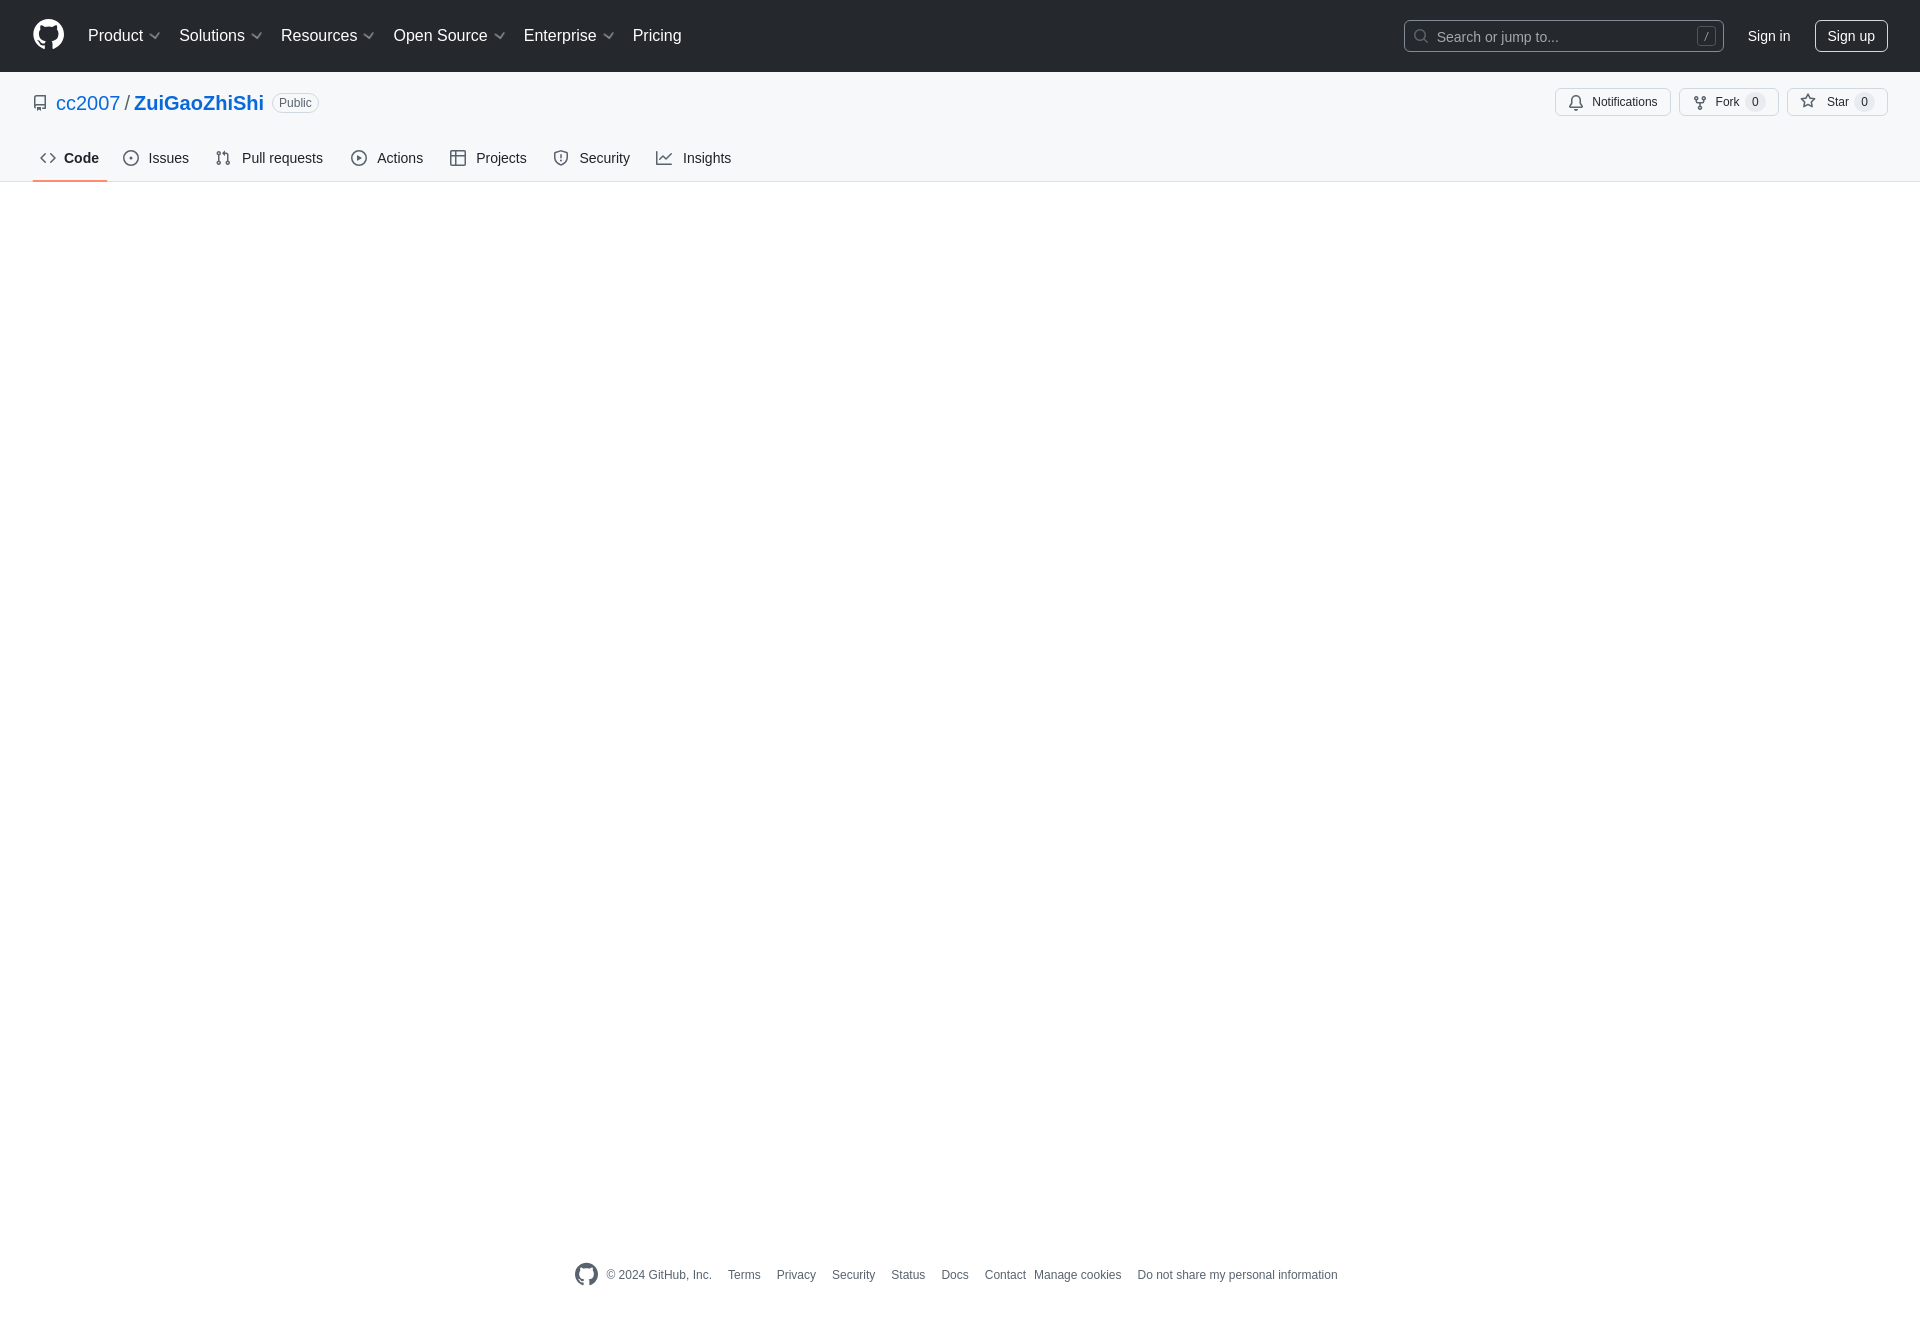 Product Solutions Resources Open Source Enterprise Pricing Search or jump to... / Sign in Sign up
cc2007 / ZuiGaoZhiShi Public Notifications Fork 0 Star 0
Code Issues Pull requests Actions Projects Security Insights
© 2024 GitHub, Inc. Terms Privacy Security Status Docs Contact Manage cookies Do not share my personal information